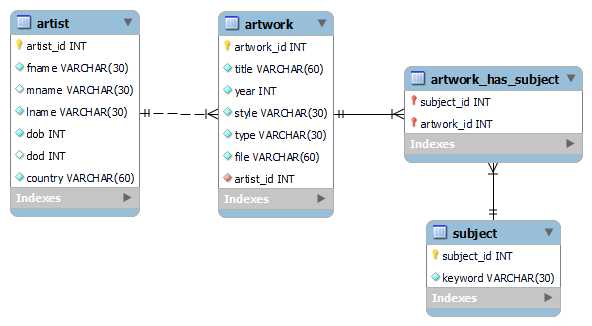 artist
artist_id INT
fname VARCHAR(30)
mname VARCHAR(30)
lname VARCHAR(30)
dob INT
dod INT
country VARCHAR(60)
Indexes
artwork
artwork_id INT
title VARCHAR(60)
year INT
style VARCHAR(30)
type VARCHAR(30)
file VARCHAR(60)
artist_id INT
Indexes
artwork_has_subject
subject_id INT
artwork_id INT
Indexes
subject
subject_id INT
keyword VARCHAR(30)
Indexes